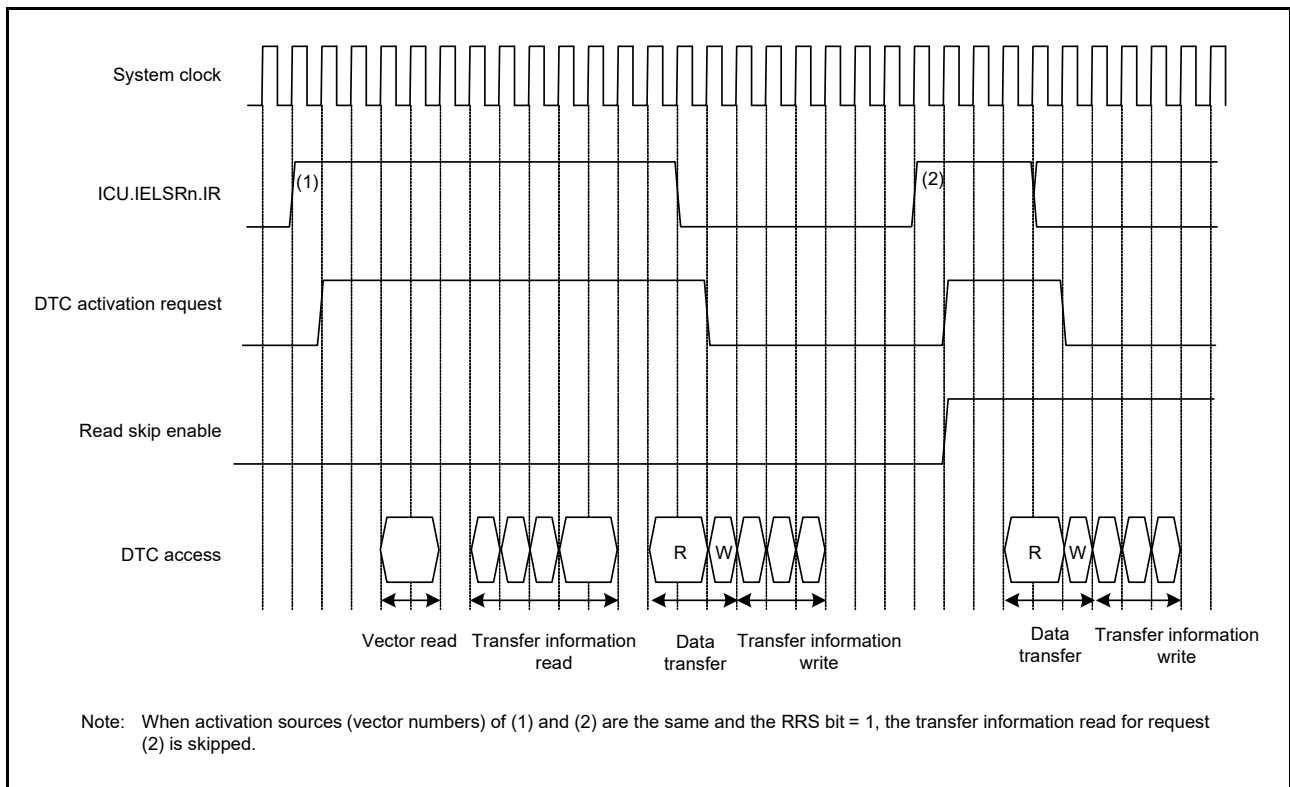 System clock
ICU.IELSRn.IR
(1)
(2)
DTC activation request
Read skip enable
DTC access
R
W
R
W
Vector read
Transfer information
read
Data
transfer
Transfer information
write
Data
transfer
Transfer information
write
Note: When activation sources (vector numbers) of (1) and (2) are the same and the RRS bit = 1, the transfer information read for request
(2) is skipped.